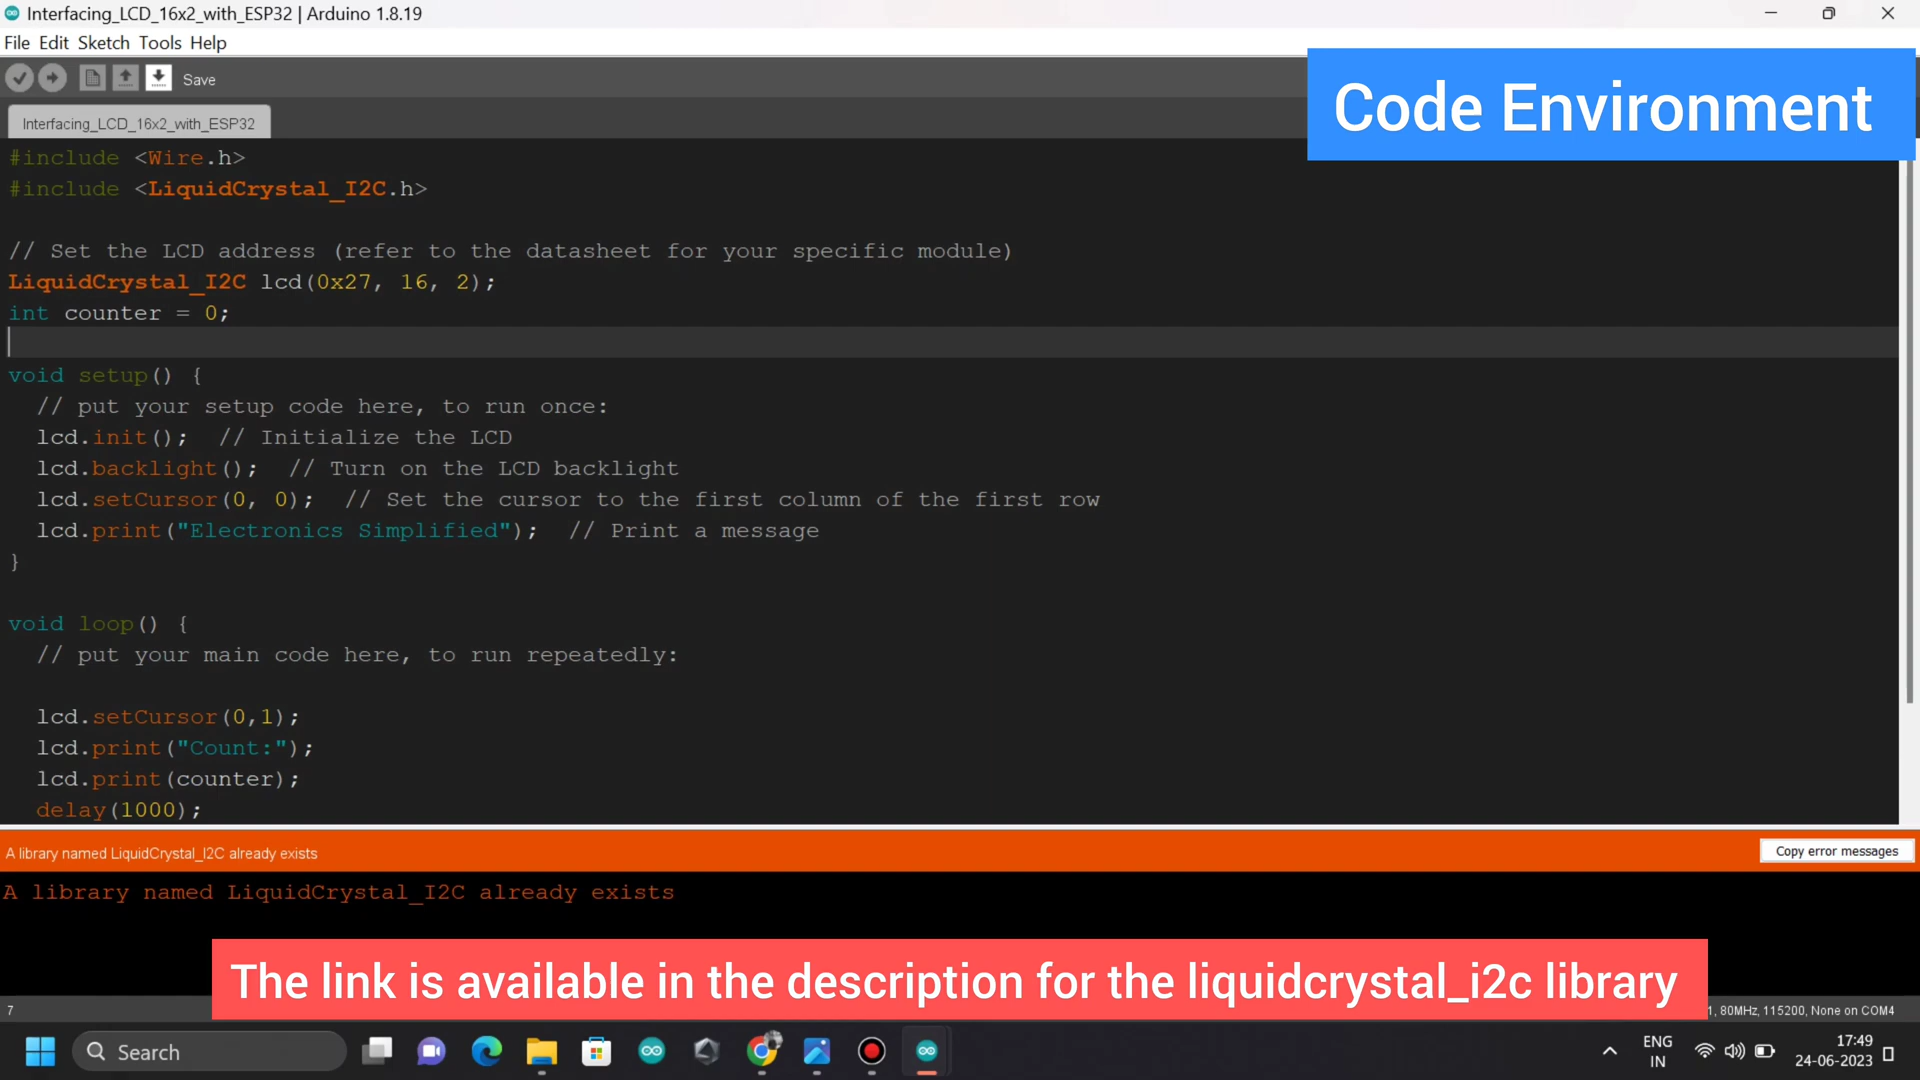 Interfacing_LCD_16x2_with_ESP32 | Arduino 1.8.19
File Edit Sketch Tools Help
Save
Code Environment
Interfacing_LCD_16x2_with_ESP32
#include <Wire.h>
#include <LiquidCrystal_I2C.h>
// Set the LCD address (refer to the datasheet for your specific module)
LiquidCrystal_I2C lcd(0x27, 16, 2);
int counter = 0;
void setup() {
// put your setup code here, to run once:
lcd.init(); // Initialize the LCD
lcd.backlight(); // Turn on the LCD backlight
lcd.setCursor(0, 0); // Set the cursor to the first column of the first row
lcd.print("Electronics Simplified"); // Print a message
}
void loop() {
// put your main code here, to run repeatedly:
lcd.setCursor(0,1);
lcd.print("Count:");
lcd.print(counter);
delay(1000);
A library named LiquidCrystal_I2C already exists
Copy error messages
A library named LiquidCrystal_I2C already exists
The link is available in the description for the liquidcrystal_i2c library
7
1, 80MHz, 115200, None on COM4
Search
ENG
IN
17:49
24-06-2023